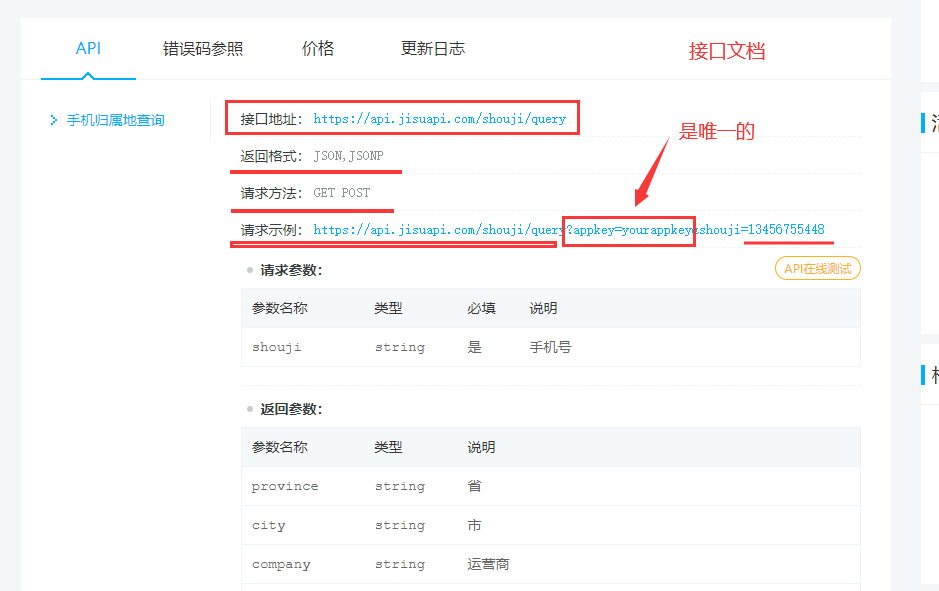 API 错误码参照 价格 更新日志 接口文档
手机归属地查询
接口地址： https://api.jisuapi.com/shouji/query
是唯一的
返回格式： JSON,JSONP
请求方法： GET POST
请求示例： https://api.jisuapi.com/shouji/query?appkey=yourappkey&shouji=13456755448
请求参数：
API在线测试
参数名称 类型 必填 说明
shouji string 是 手机号
返回参数：
参数名称 类型 说明
province string 省
city string 市
company string 运营商